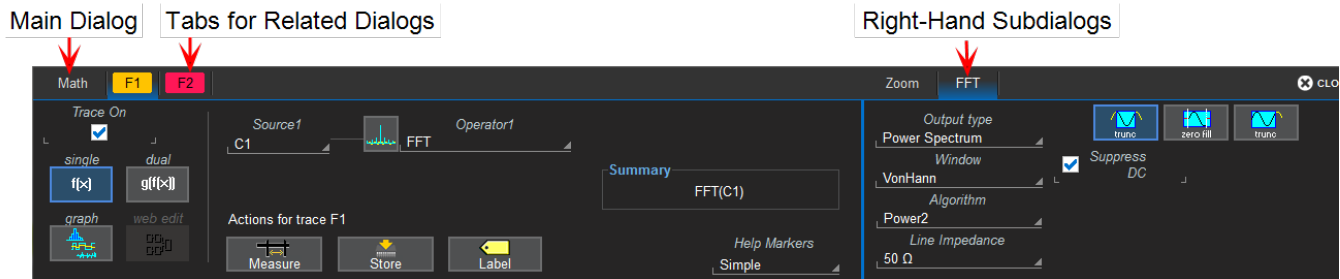 Main Dialog
Tabs for Related Dialogs
Right-Hand Subdialogs
Math
F1
F2
Zoom
FFT
CLO
Trace On
single
dual
f(x)
g(f(x))
graph
web edit
Source1
C1
Operator1
FFT
Summary
FFT(C1)
Actions for trace F1
Measure
Store
Label
Help Markers
Simple
Output type
Power Spectrum
Window
VonHann
Algorithm
Power2
Line Impedance
50 Ω
trunc
zero fill
trunc
Suppress
DC